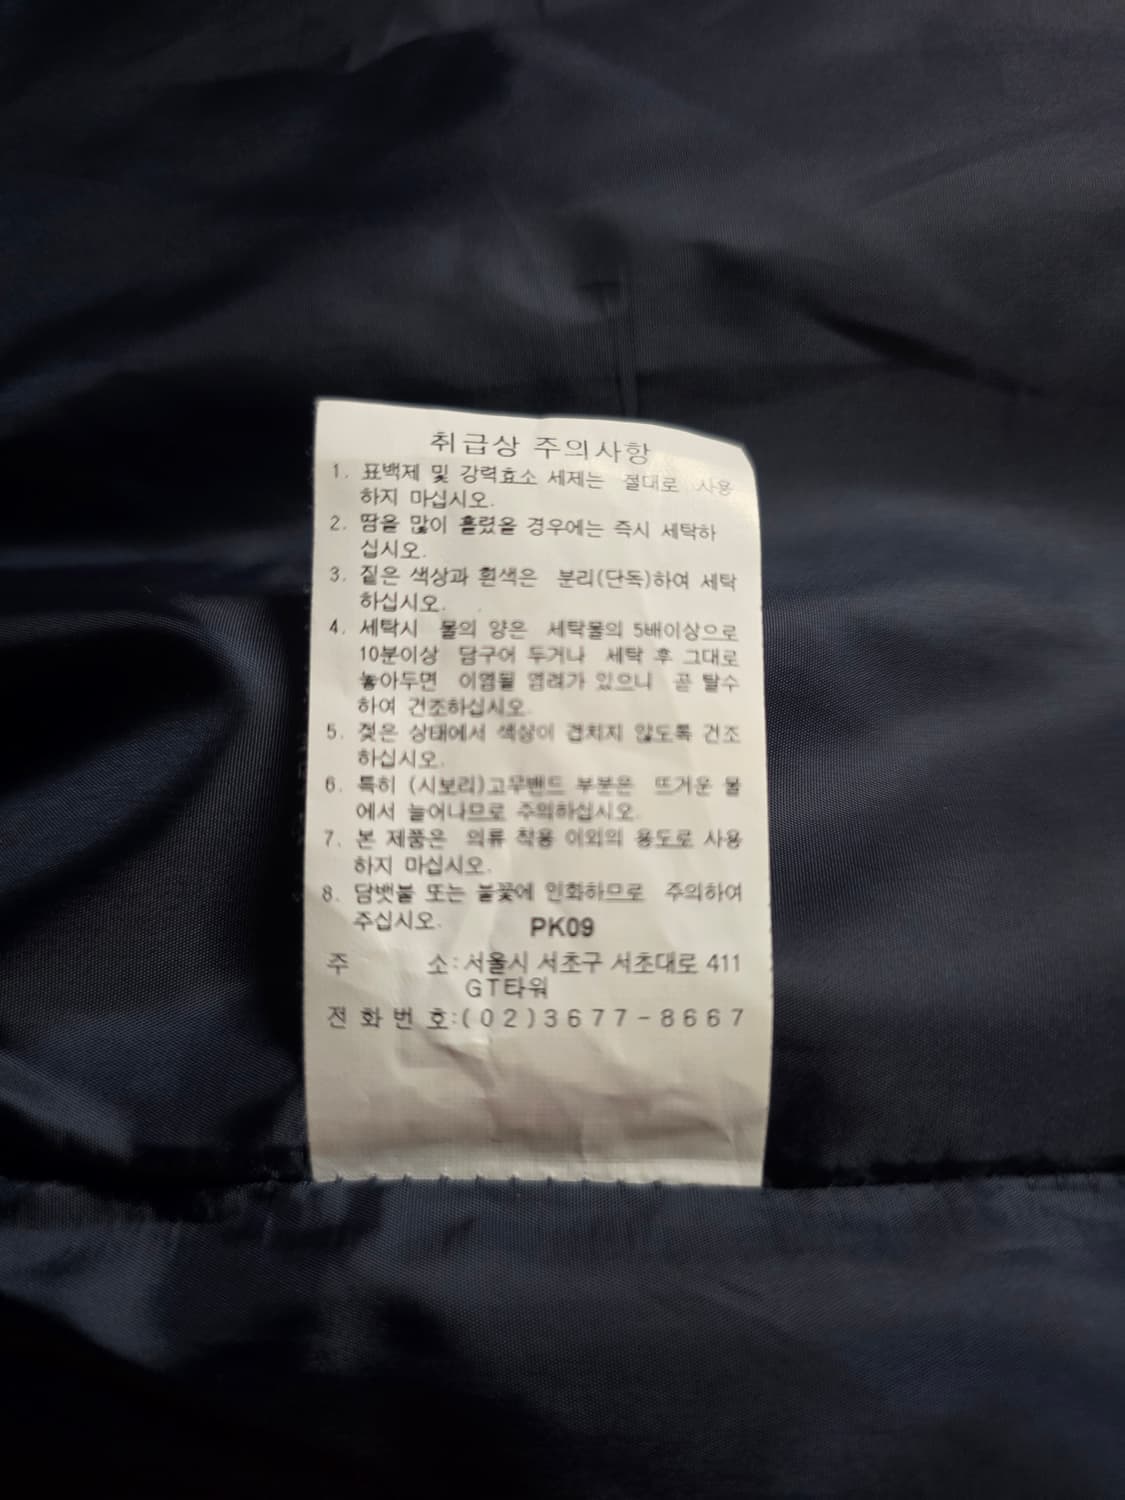 취급상 주의사항
1. 표백제 및 강력효소 세제는 절대로 사용
하지 마십시오.
2. 땀을 많이 흘렸을 경우에는 즉시 세탁하
십시오.
3. 짙은 색상과 흰색은 분리(단독)하여 세탁
하십시오.
4. 세탁시 물의 양은 세탁물의 5배이상으로
10분이상 담구어 두거나 세탁 후 그대로
놓아두면 이염될 염려가 있으니 곧 탈수
하여 건조하십시오.
5. 젖은 상태에서 색상이 겹치지 않도록 건조
하십시오.
6. 특히 (시보리)고무밴드 부분은 뜨거운 물
에서 늘어나므로 주의하십시오.
7. 본 제품은 의류 착용 이외의 용도로 사용
하지 마십시오.
8. 담뱃불 또는 불꽃에 인화하므로 주의하여
주십시오. PK09
주 소:서울시 서초구 서초대로 411
GT타워
전화번호:(02)3677-8667